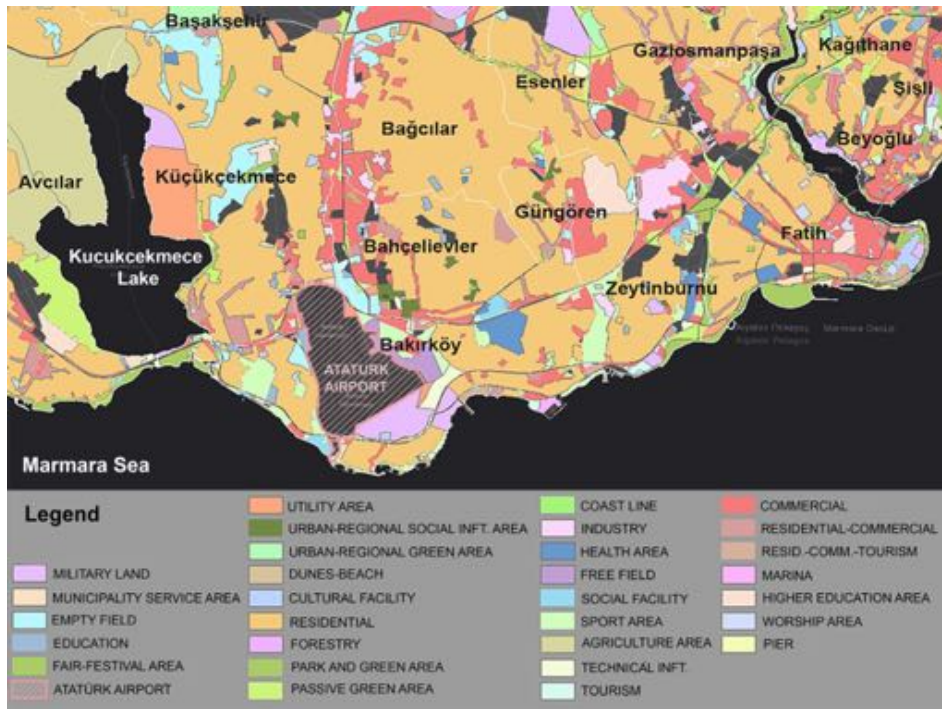 Başakşehir
Gaziosmanpaşa
Kağıthane
Esenler
Şişli
Bağcılar
Beyoğlu
Avcılar
Küçükçekmece
Güngören
Fatih
Bahçelievler
Kucukcekmece
Lake
Zeytinburnu
Bakırköy
ATATURK
AIRPORT
Marmara Sea
Legend
MILITARY LAND
MUNICIPALITY SERVICE AREA
EMPTY FIELD
EDUCATION
FAIR-FESTIVAL AREA
ATATÜRK AIRPORT
UTILITY AREA
URBAN-REGIONAL SOCIAL INFT. AREA
URBAN-REGIONAL GREEN AREA
DUNES-BEACH
CULTURAL FACILITY
RESIDENTIAL
FORESTRY
PARK AND GREEN AREA
PASSIVE GREEN AREA
COAST LINE
INDUSTRY
HEALTH AREA
FREE FIELD
SOCIAL FACILITY
SPORT AREA
AGRICULTURE AREA
TECHNICAL INFT.
TOURISM
COMMERCIAL
RESIDENTIAL-COMMERCIAL
RESID.-COMM.-TOURISM
MARINA
HIGHER EDUCATION AREA
WORSHIP AREA
PIER